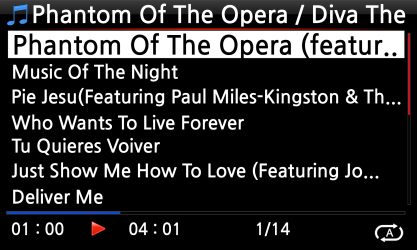 Phantom Of The Opera / Diva The
Phantom Of The Opera (featur..
Music Of The Night
Pie Jesu(Featuring Paul Miles-Kingston & Th...
Who Wants To Live Forever
Tu Quieres Voiver
Just Show Me How To Love (Featuring Jo...
Deliver Me
01 : 00 04 : 01 1/14 A